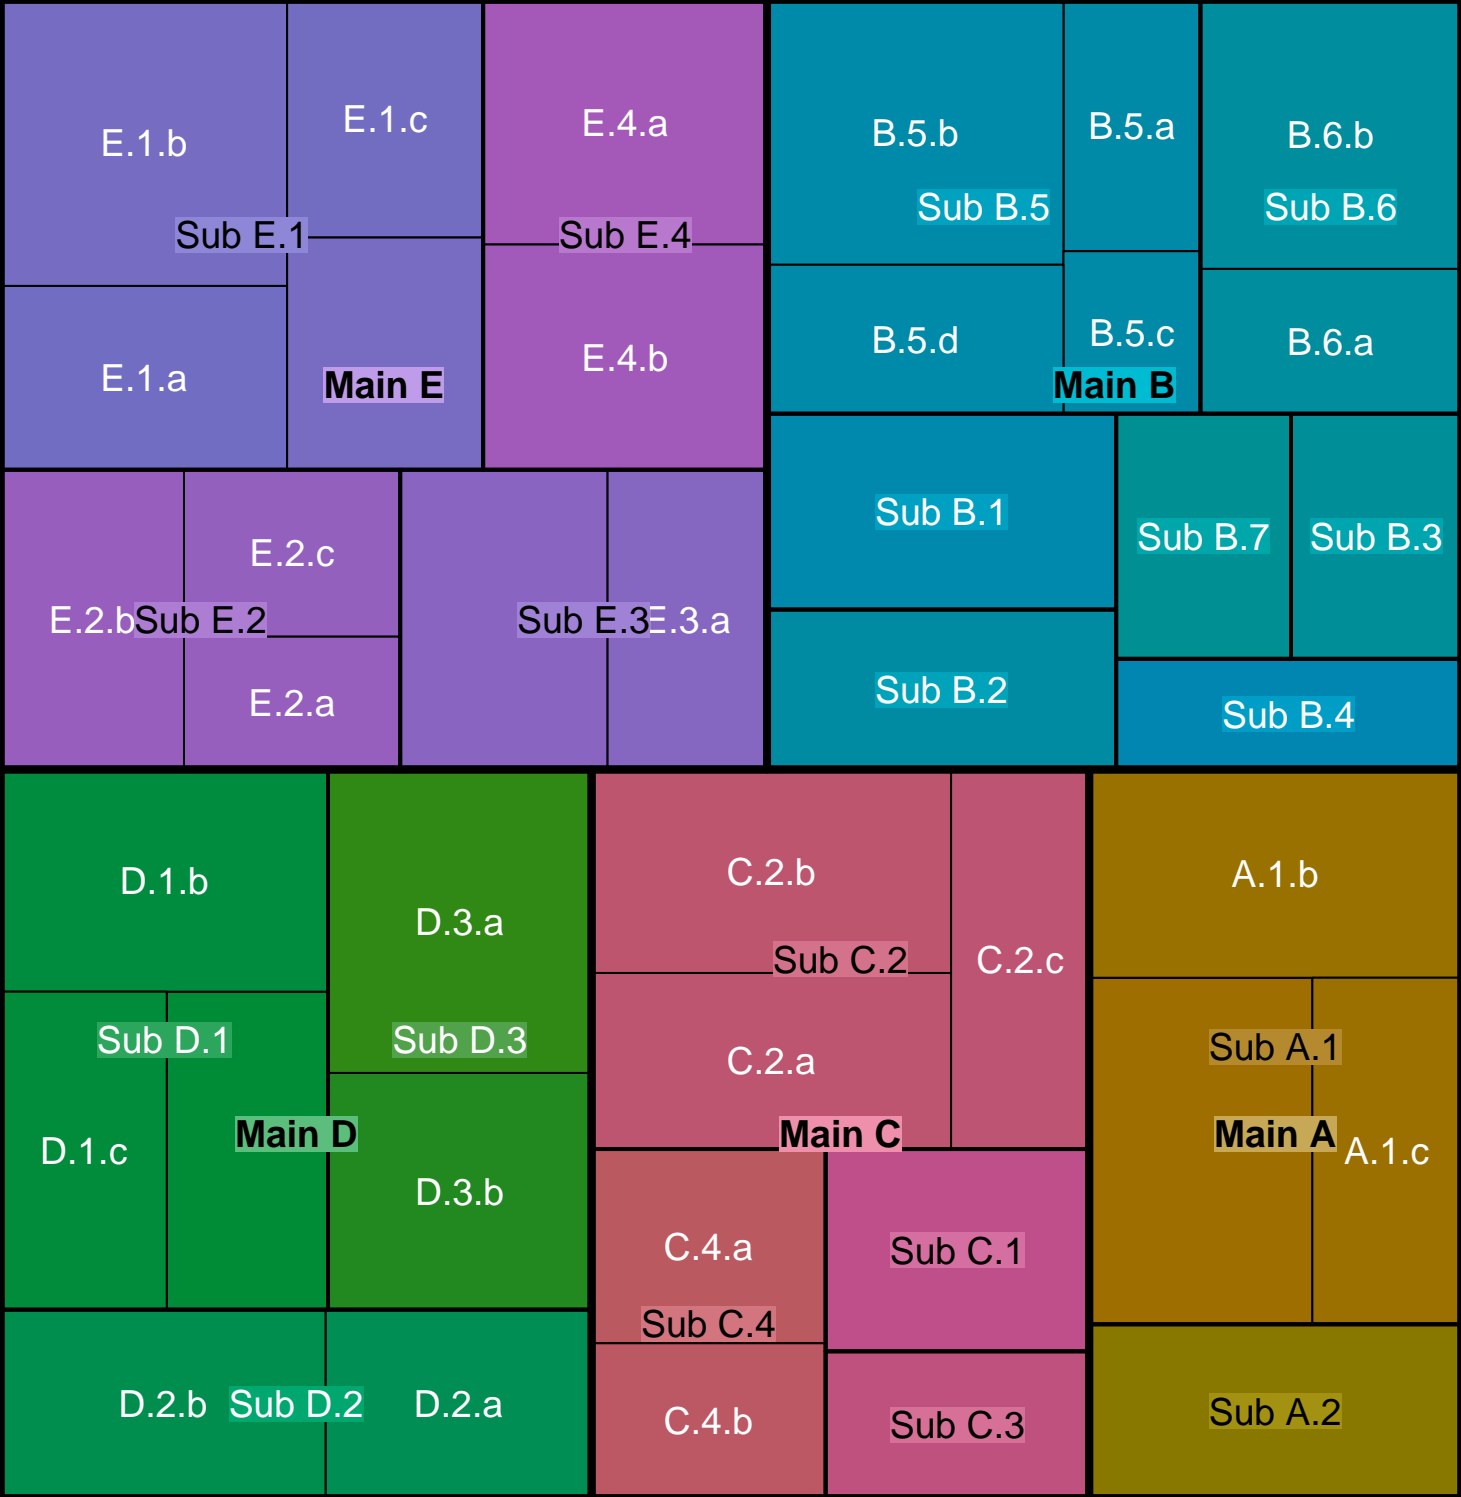 E.1.b
E.1.c
E.4.a
Sub E.1
Sub E.4
E.1.a
Main E
E.4.b
B.5.b
B.5.a
B.6.b
Sub B.5
Sub B.6
B.5.d
B.5.c
B.6.a
Main B
E.2.b
Sub E.2
E.2.c
E.2.a
Sub E.3
E.3.a
Sub B.1
Sub B.7
Sub B.3
Sub B.2
Sub B.4
D.1.b
D.3.a
Sub D.1
Sub D.3
D.1.c
Main D
D.3.b
D.2.b
Sub D.2
D.2.a
C.2.b
Sub C.2
C.2.c
C.2.a
Main C
C.4.a
Sub C.1
Sub C.4
C.4.b
Sub C.3
A.1.b
Sub A.1
Main A
A.1.c
Sub A.2